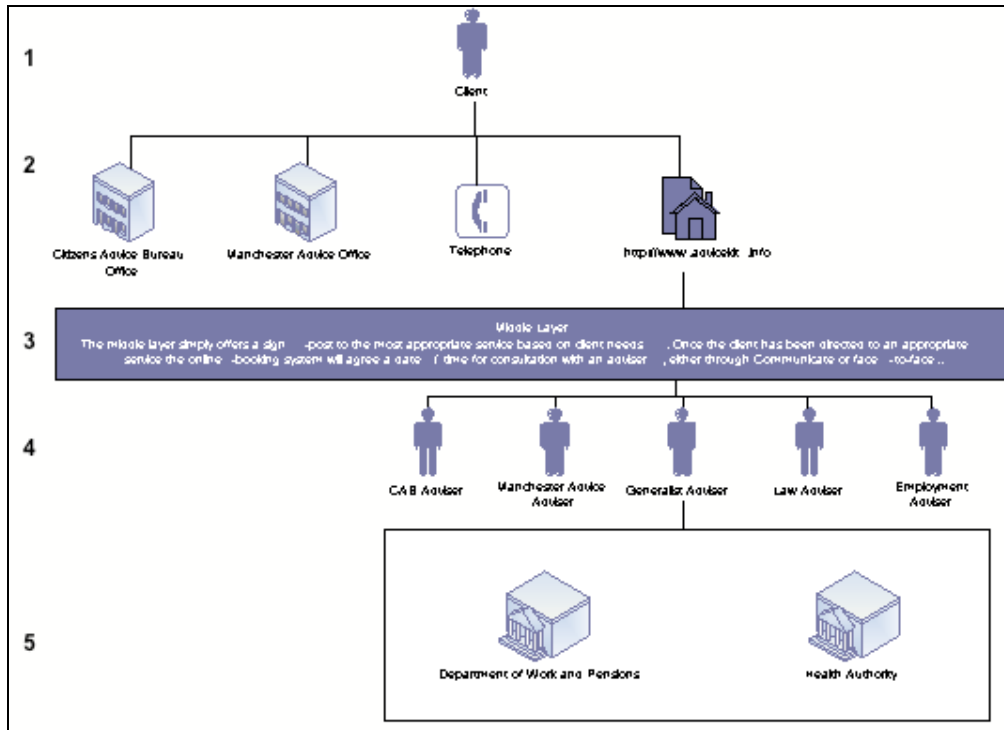 1
Client
2
Citizens Advice Bureau
Office
Manchester Advice Office
Telephone
http://www.advicekit.info
3
Middle Layer
The middle layer simply offers a sign -post to the most appropriate service based on client needs . Once the client has been directed to an appropriate
service the online -booking system will agree a date / time for consultation with an adviser , either through Communicate or face -to-face ..
4
CAB Adviser
Manchester Advice
Adviser
Generalist Adviser
Law Adviser
Employment
Adviser
5
Department of Work and Pensions
Health Authority